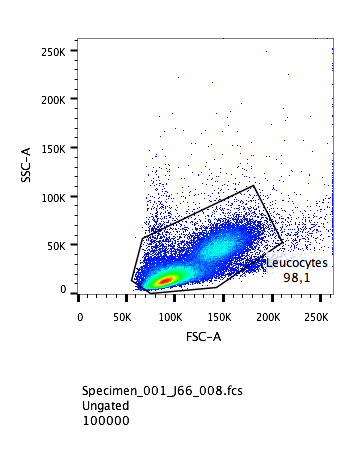 250K
200K
150K
100K
50K
0
SSC-A
Leucocytes
98,1
0
50K
100K
150K
200K
250K
FSC-A
Specimen_001_J66_008.fcs
Ungated
100000